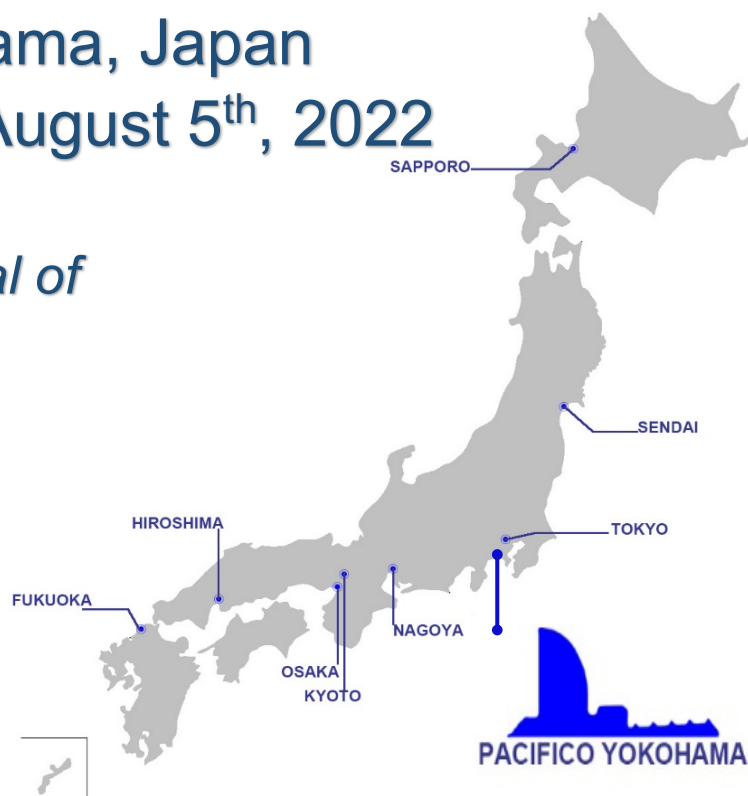 ama, Japan
August 5th, 2022
al of
SAPPORO
SENDAI
TOKYO
HIROSHIMA
FUKUOKA
NAGOYA
OSAKA
KYOTO
PACIFICO YOKOHAMA